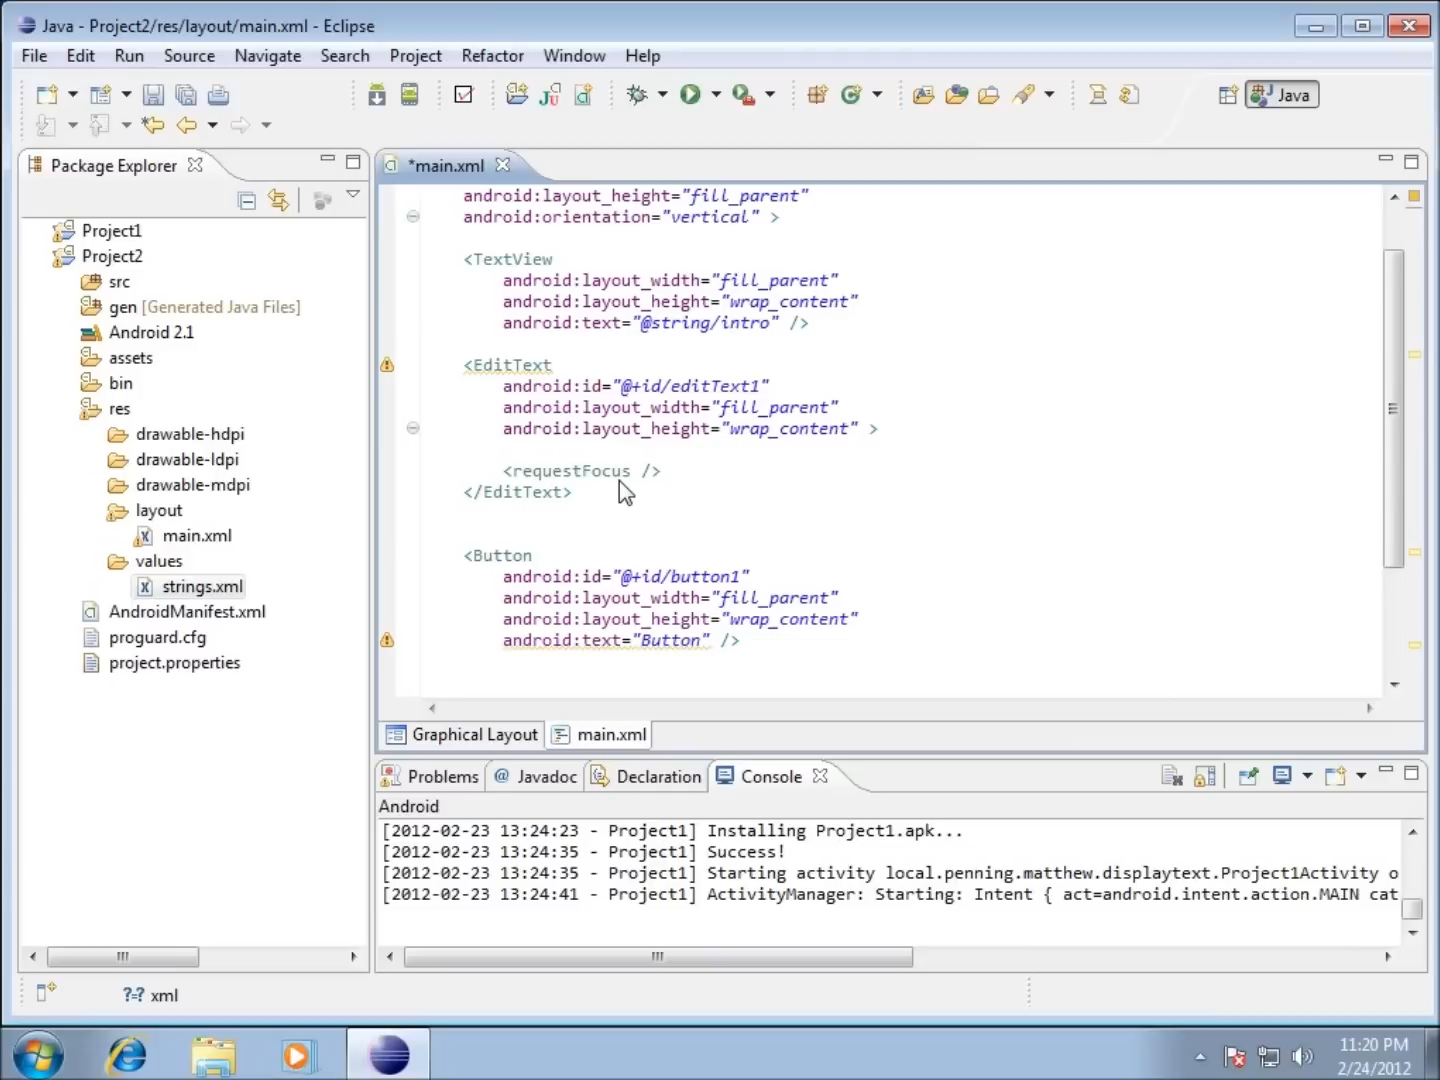 Java - Project2/res/layout/main.xml - Eclipse
File Edit Run Source Navigate Search Project Refactor Window Help
Java
Package Explorer
Project1
Project2
src
gen [Generated Java Files]
Android 2.1
assets
bin
res
drawable-hdpi
drawable-ldpi
drawable-mdpi
layout
main.xml
values
strings.xml
AndroidManifest.xml
proguard.cfg
project.properties
*main.xml
android:layout_height="fill_parent"
android:orientation="vertical" >
<TextView
android:layout_width="fill_parent"
android:layout_height="wrap_content"
android:text="@string/intro" />
<EditText
android:id="@+id/editText1"
android:layout_width="fill_parent"
android:layout_height="wrap_content" >
<requestFocus />
</EditText>
<Button
android:id="@+id/button1"
android:layout_width="fill_parent"
android:layout_height="wrap_content"
android:text="Button" />
Graphical Layout main.xml
Problems @ Javadoc Declaration Console
Android
[2012-02-23 13:24:23 - Project1] Installing Project1.apk...
[2012-02-23 13:24:35 - Project1] Success!
[2012-02-23 13:24:35 - Project1] Starting activity local.penning.matthew.displaytext.Project1Activity o
[2012-02-23 13:24:41 - Project1] ActivityManager: Starting: Intent { act=android.intent.action.MAIN cat
?-? xml
11:20 PM
2/24/2012